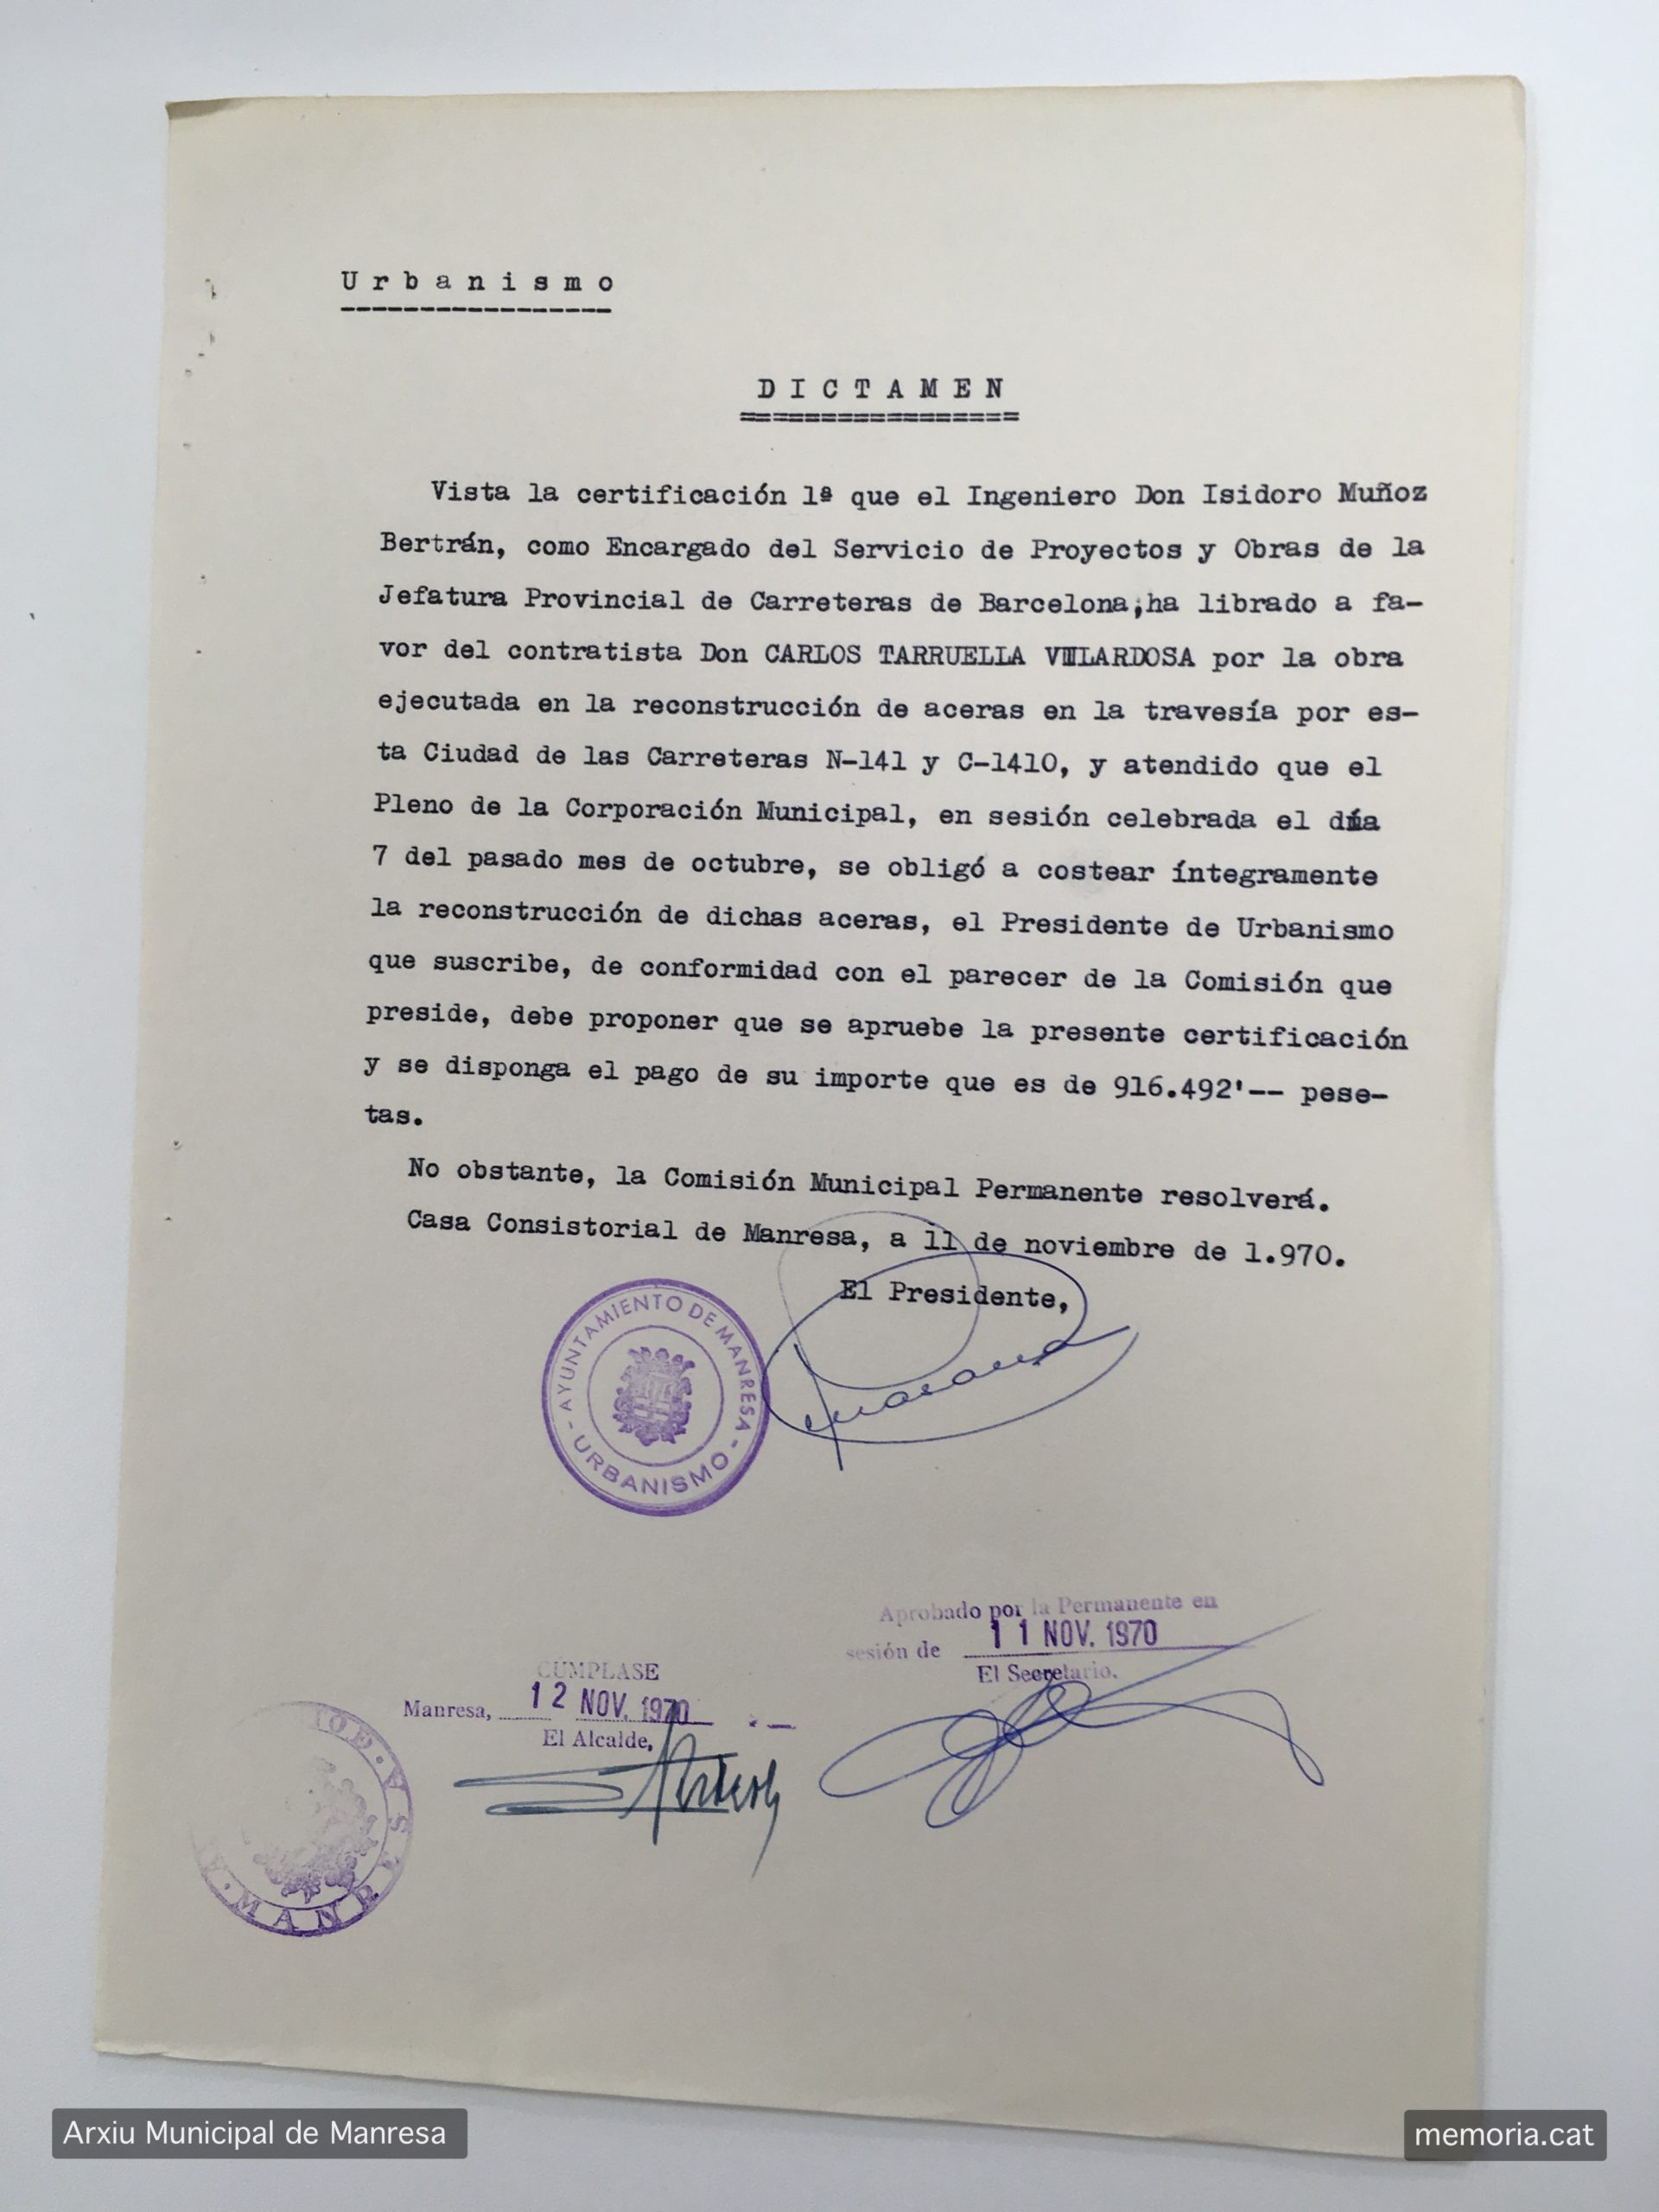 Urbanismo
DICTAMEN
Vista la certificación 1ª que el Ingeniero Don Isidoro Muñoz
Bertrán, como Encargado del Servicio de Proyectos y Obras de la
Jefatura Provincial de Carreteras de Barcelona,ha librado a fa-
vor del contratista Don CARLOS TARRUELLA VILARDOSA por la obra
ejecutada en la reconstrucción de aceras en la travesía por es-
ta Ciudad de las Carreteras N-141 y C-1410, y atendido que el
Pleno de la Corporación Municipal, en sesión celebrada el día
7 del pasado mes de octubre, se obligó a costear íntegramente
la reconstrucción de dichas aceras, el Presidente de Urbanismo
que suscribe, de conformidad con el parecer de la Comisión que
preside, debe proponer que se apruebe la presente certificación
y se disponga el pago de su importe que es de 916.492'-- pese-
tas.
No obstante, la Comisión Municipal Permanente resolverá.
Casa Consistorial de Manresa, a 11 de noviembre de 1.970.
El Presidente,
- AYUNTAMIENTO DE MANRESA -
URBANISMO
Aprobado por la Permanente en
sesión de 11 NOV. 1970
El Secretario.
CÚMPLASE
Manresa, 12 NOV. 1970
El Alcalde,
MANRESA
Arxiu Municipal de Manresa
memoria.cat